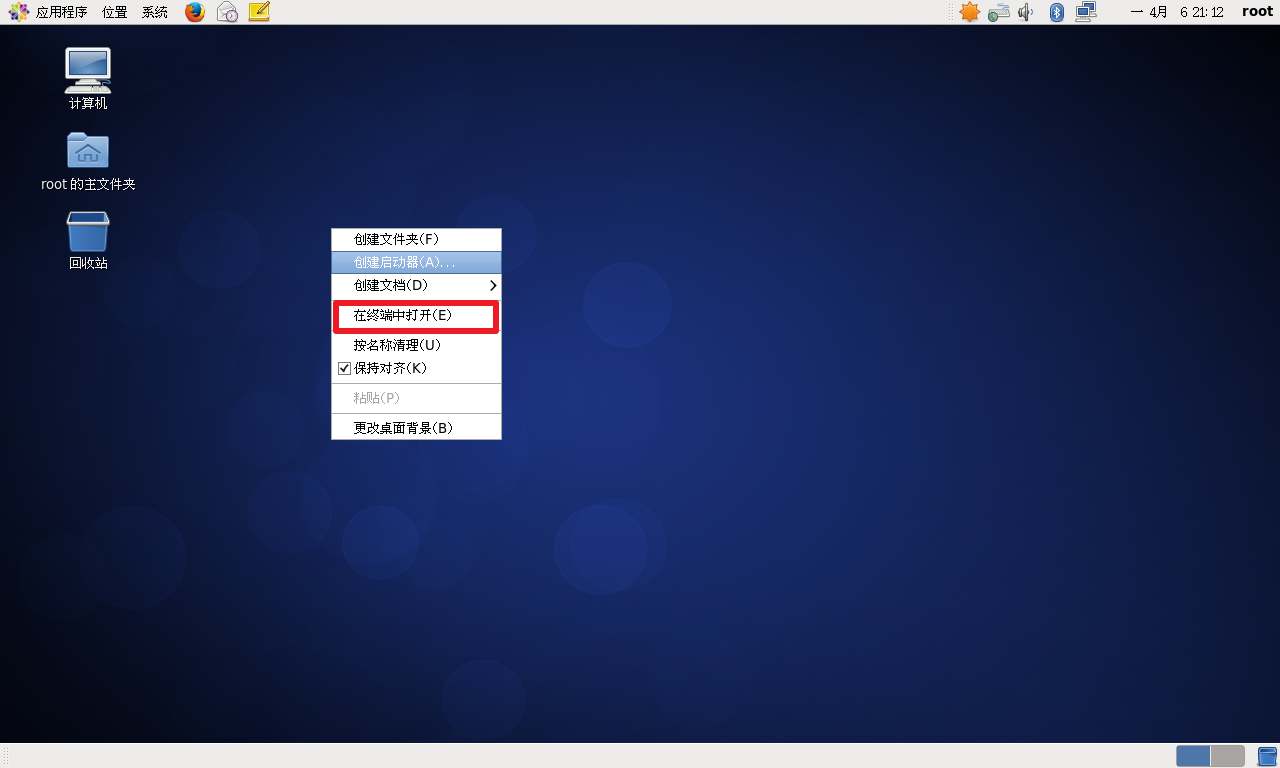 应用程序 位置 系统 一 4月 6 21:12 root
计算机
root 的主文件夹
回收站
创建文件夹(F)
创建启动器(A)...
创建文档(D)
在终端中打开(E)
按名称清理(U)
保持对齐(K)
粘贴(P)
更改桌面背景(B)